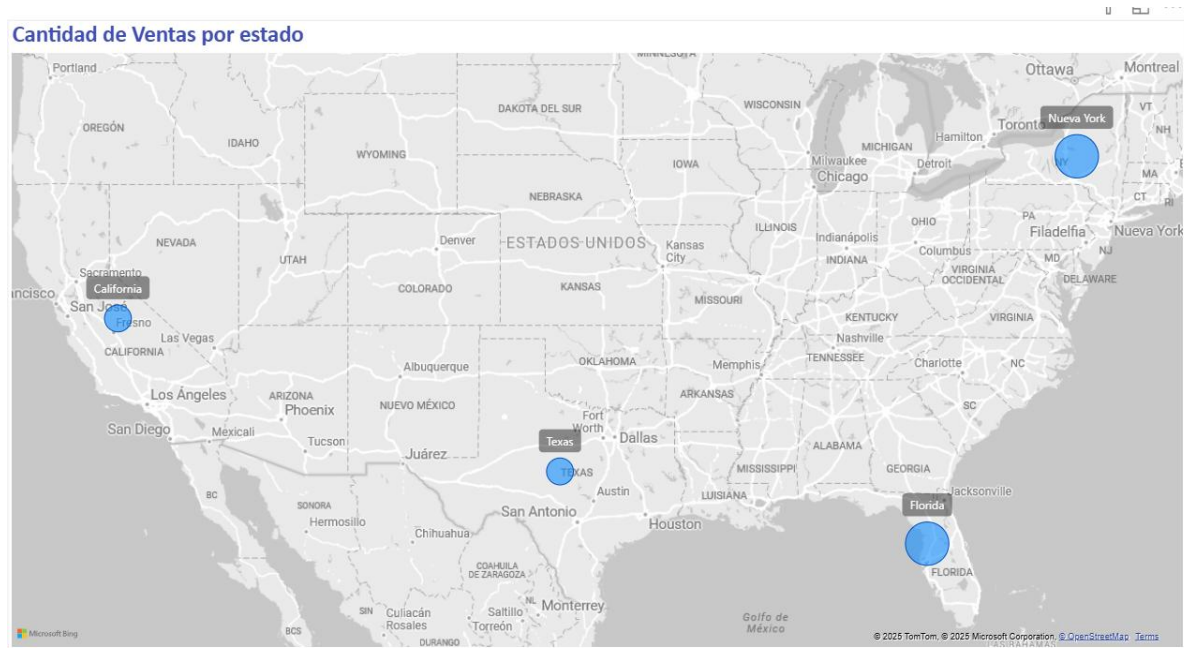 Cantidad de Ventas por estado
MINNESOTA
Portland
Ottawa
Montreal
DAKOTA DEL SUR
WISCONSIN
VT
OREGÓN
IDAHO
Toronto
Nueva York
NH
WYOMING
Hamilton
MICHIGAN
IOWA
Milwaukee
Detroit
NY
MA
Chicago
NEBRASKA
CT
RI
NEVADA
Denver
ESTADOS UNIDOS
Kansas
City
ILLINOIS
Indianápolis
OHIO
PA
Filadelfia
Nueva York
UTAH
INDIANA
Columbus
MD
NJ
Sacramento
VIRGINIA
OCCIDENTAL
DELAWARE
California
COLORADO
KANSAS
MISSOURI
ncisco
San José
Fresno
KENTUCKY
VIRGINIA
Las Vegas
Nashville
CALIFORNIA
Albuquerque
OKLAHOMA
Memphis
TENNESSEE
Charlotte
NC
Los Ángeles
ARIZONA
Phoenix
NUEVO MÉXICO
ARKANSAS
SC
San Diego
Mexicali
Fort
Worth
Dallas
Tucson
Juárez
Texas
TEXAS
ALABAMA
MISSISSIPPI
GEORGIA
BC
SONORA
Austin
LUISIANA
Jacksonville
Hermosillo
San Antonio
Houston
Florida
Chihuahua
COAHUILA
DE ZARAGOZA
FLORIDA
NL
Monterrey
SIN
Culiacán
Rosales
Saltillo
Torreón
Golfo de
México
BCS
DURANGO
Microsoft Bing
© 2025 TomTom, © 2025 Microsoft Corporation, © OpenStreetMap Terms
LAS BAHAMAS